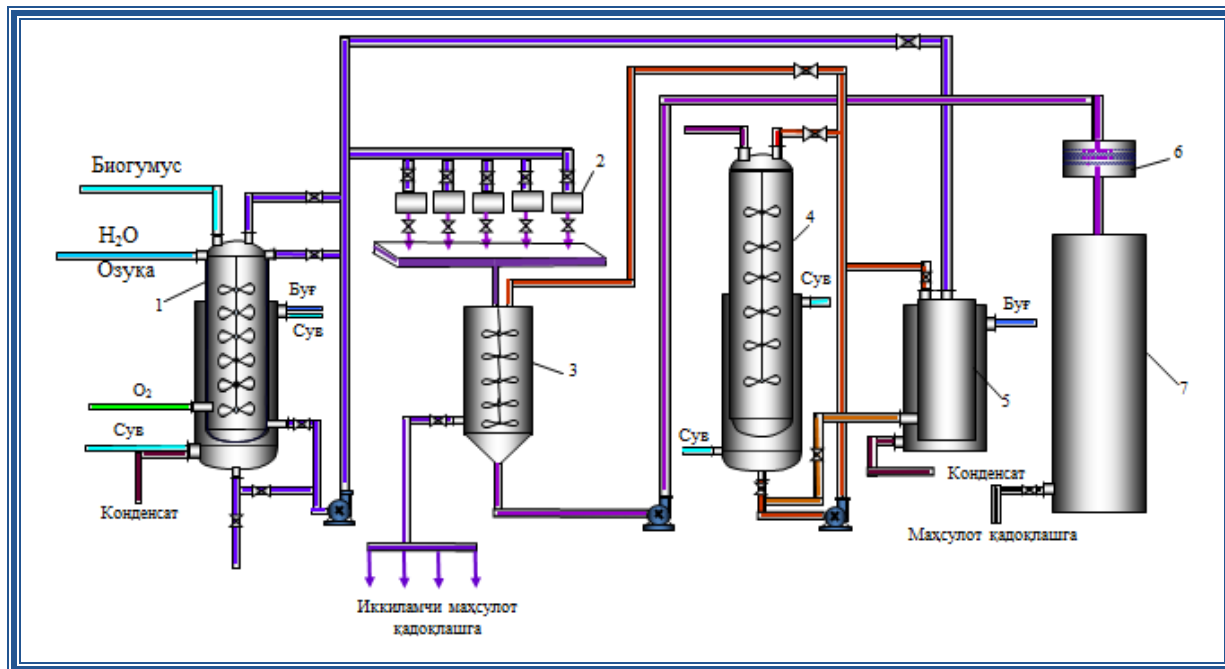 Биогумус
H₂O
Озуқа
1
Буғ
Сув
O₂
Сув
Конденсат
2
3
Иккиламчи маҳсулот
қадоқлашга
4
Сув
Сув
Буғ
5
Конденсат
6
7
Маҳсулот қадоқлашга